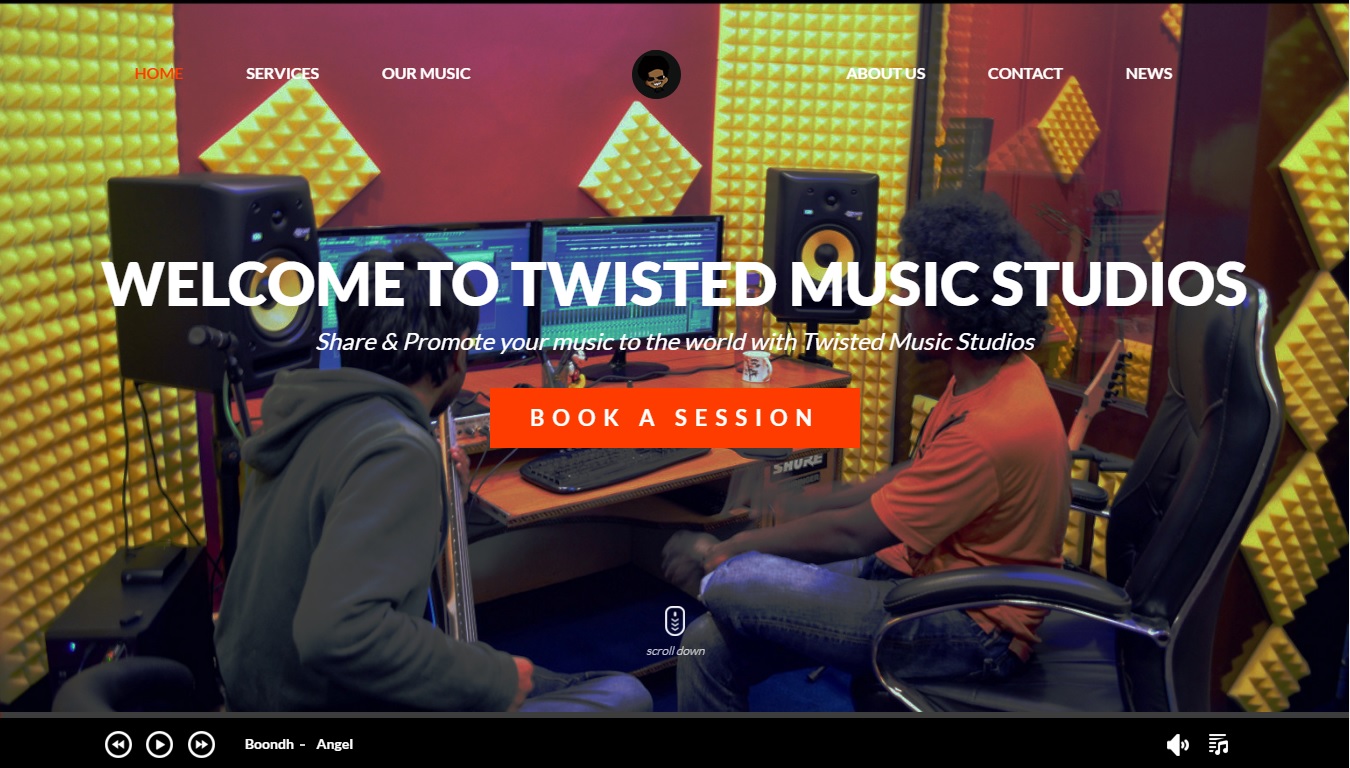 HOME SERVICES OUR MUSIC ABOUT US CONTACT NEWS
WELCOME TO TWISTED MUSIC STUDIOS
Share & Promote your music to the world with Twisted Music Studios
BOOK A SESSION
SHURE
scroll down
Boondh - Angel